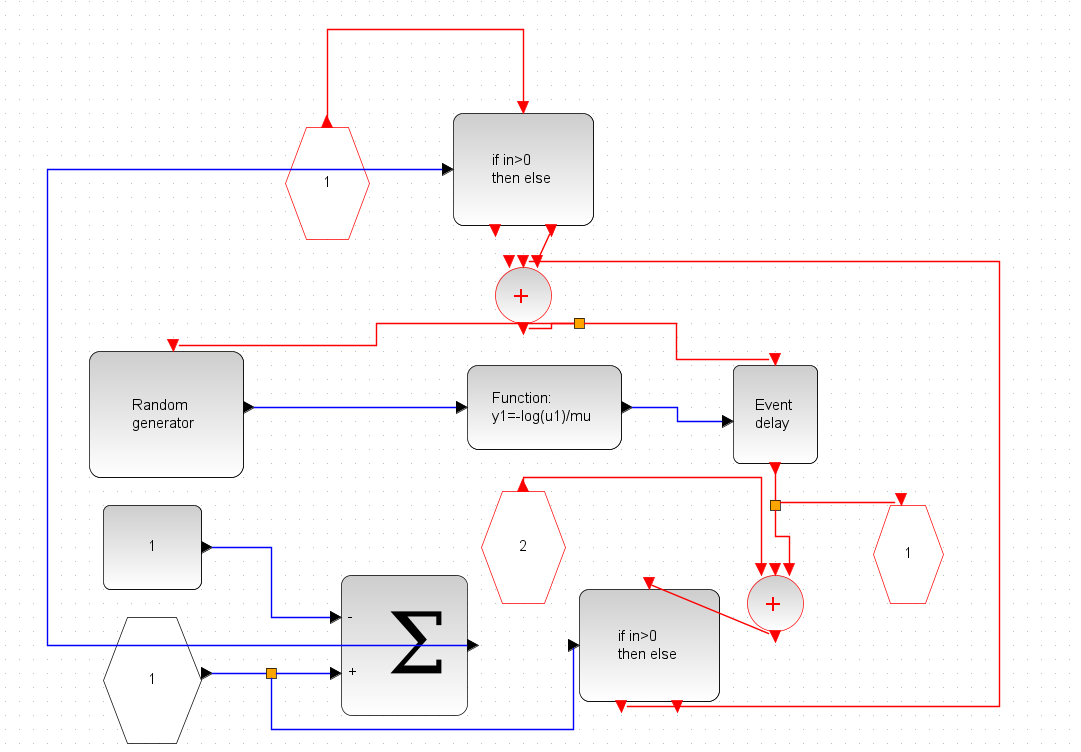 if in>0
then else
1
+
Random
generator
Function:
y1=-log(u1)/mu
Event
delay
1
2
1
-
Σ
+
+
if in>0
then else
1